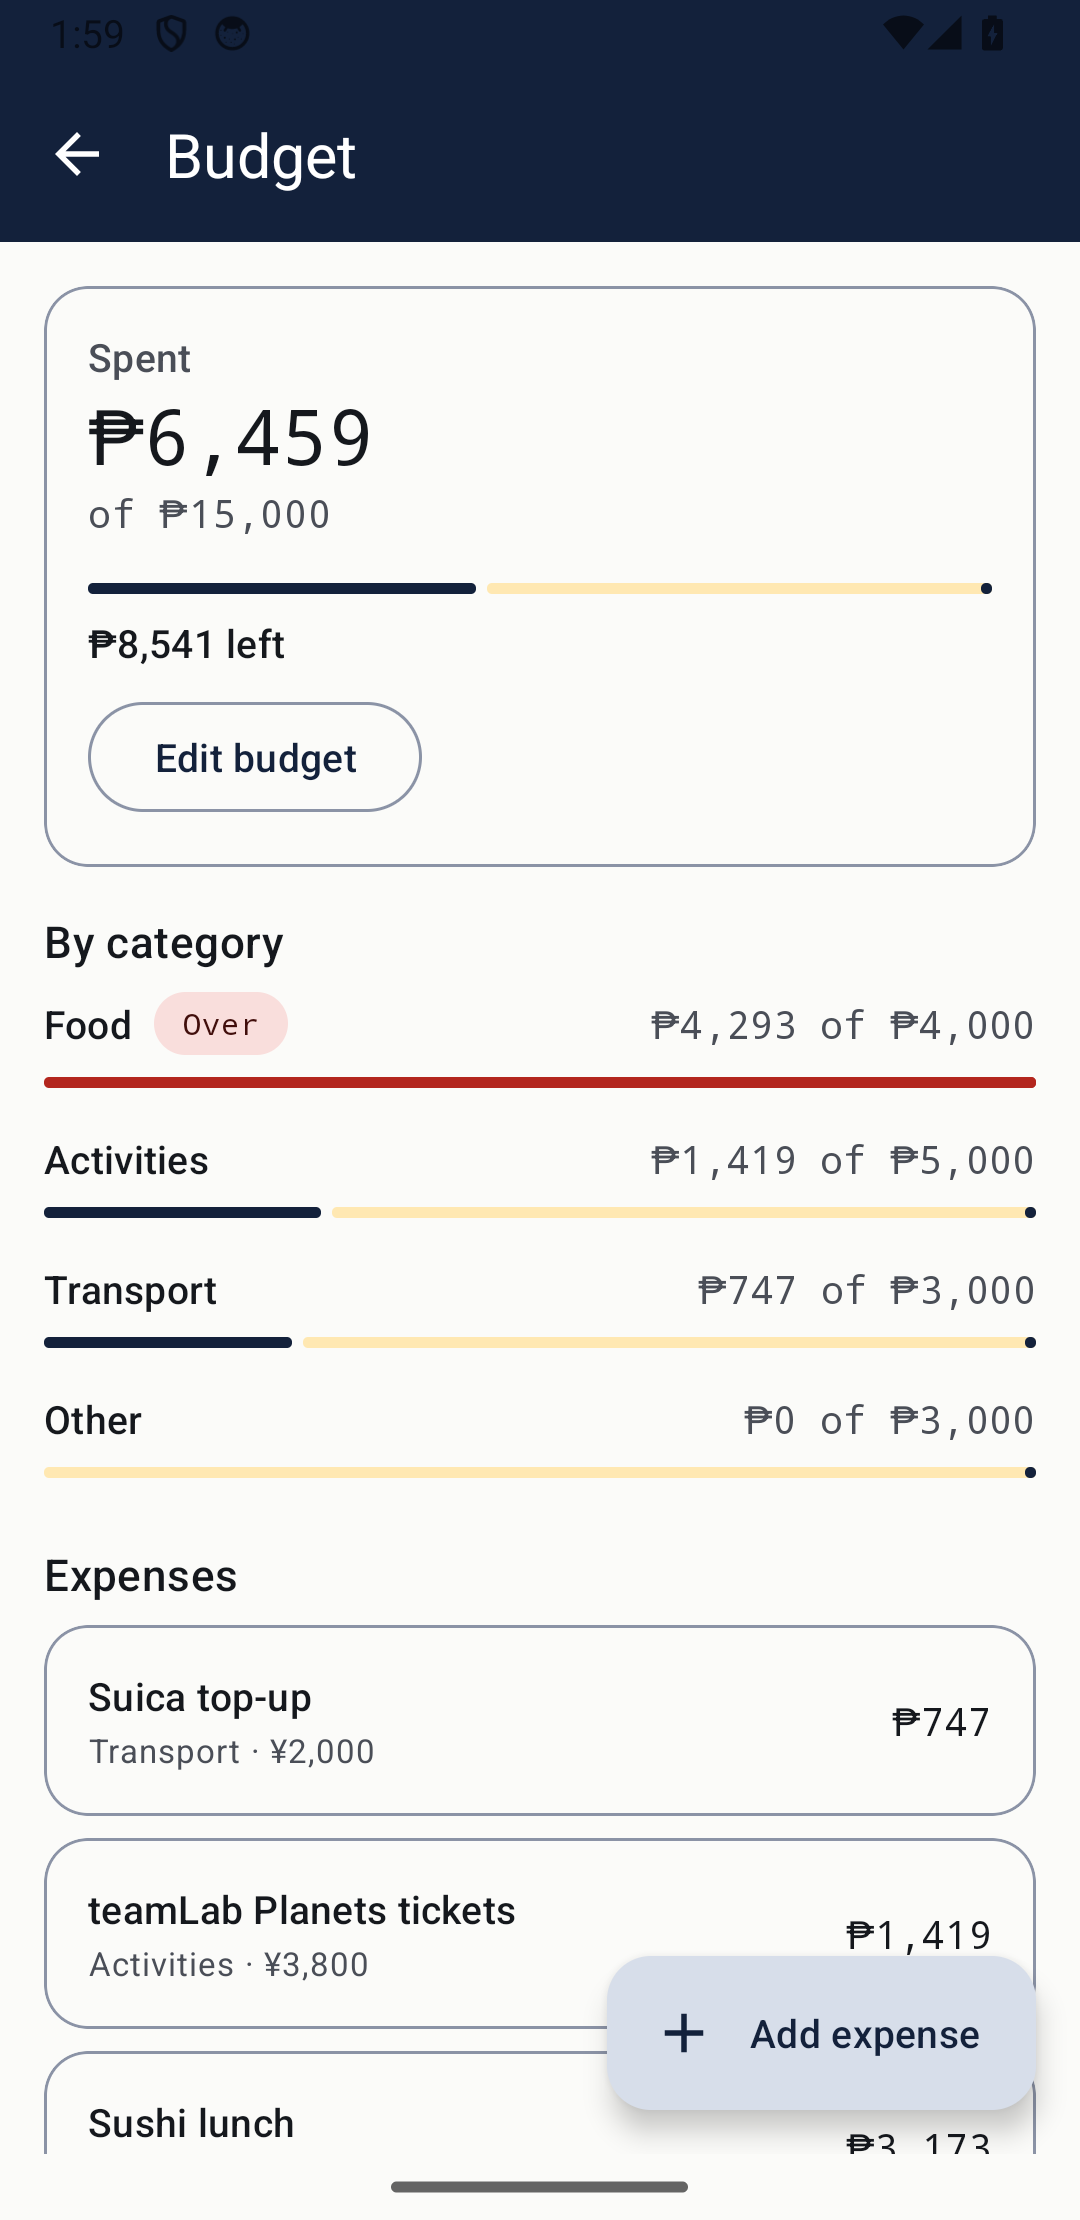 1:59
Budget
Spent
₱6,459
of ₱15,000
₱8,541 left
Edit budget
By category
Food Over ₱4,293 of ₱4,000
Activities ₱1,419 of ₱5,000
Transport ₱747 of ₱3,000
Other ₱0 of ₱3,000
Expenses
Suica top-up
₱747
Transport · ¥2,000
teamLab Planets tickets
₱1,419
Activities · ¥3,800
Add expense
Sushi lunch
₱3,173